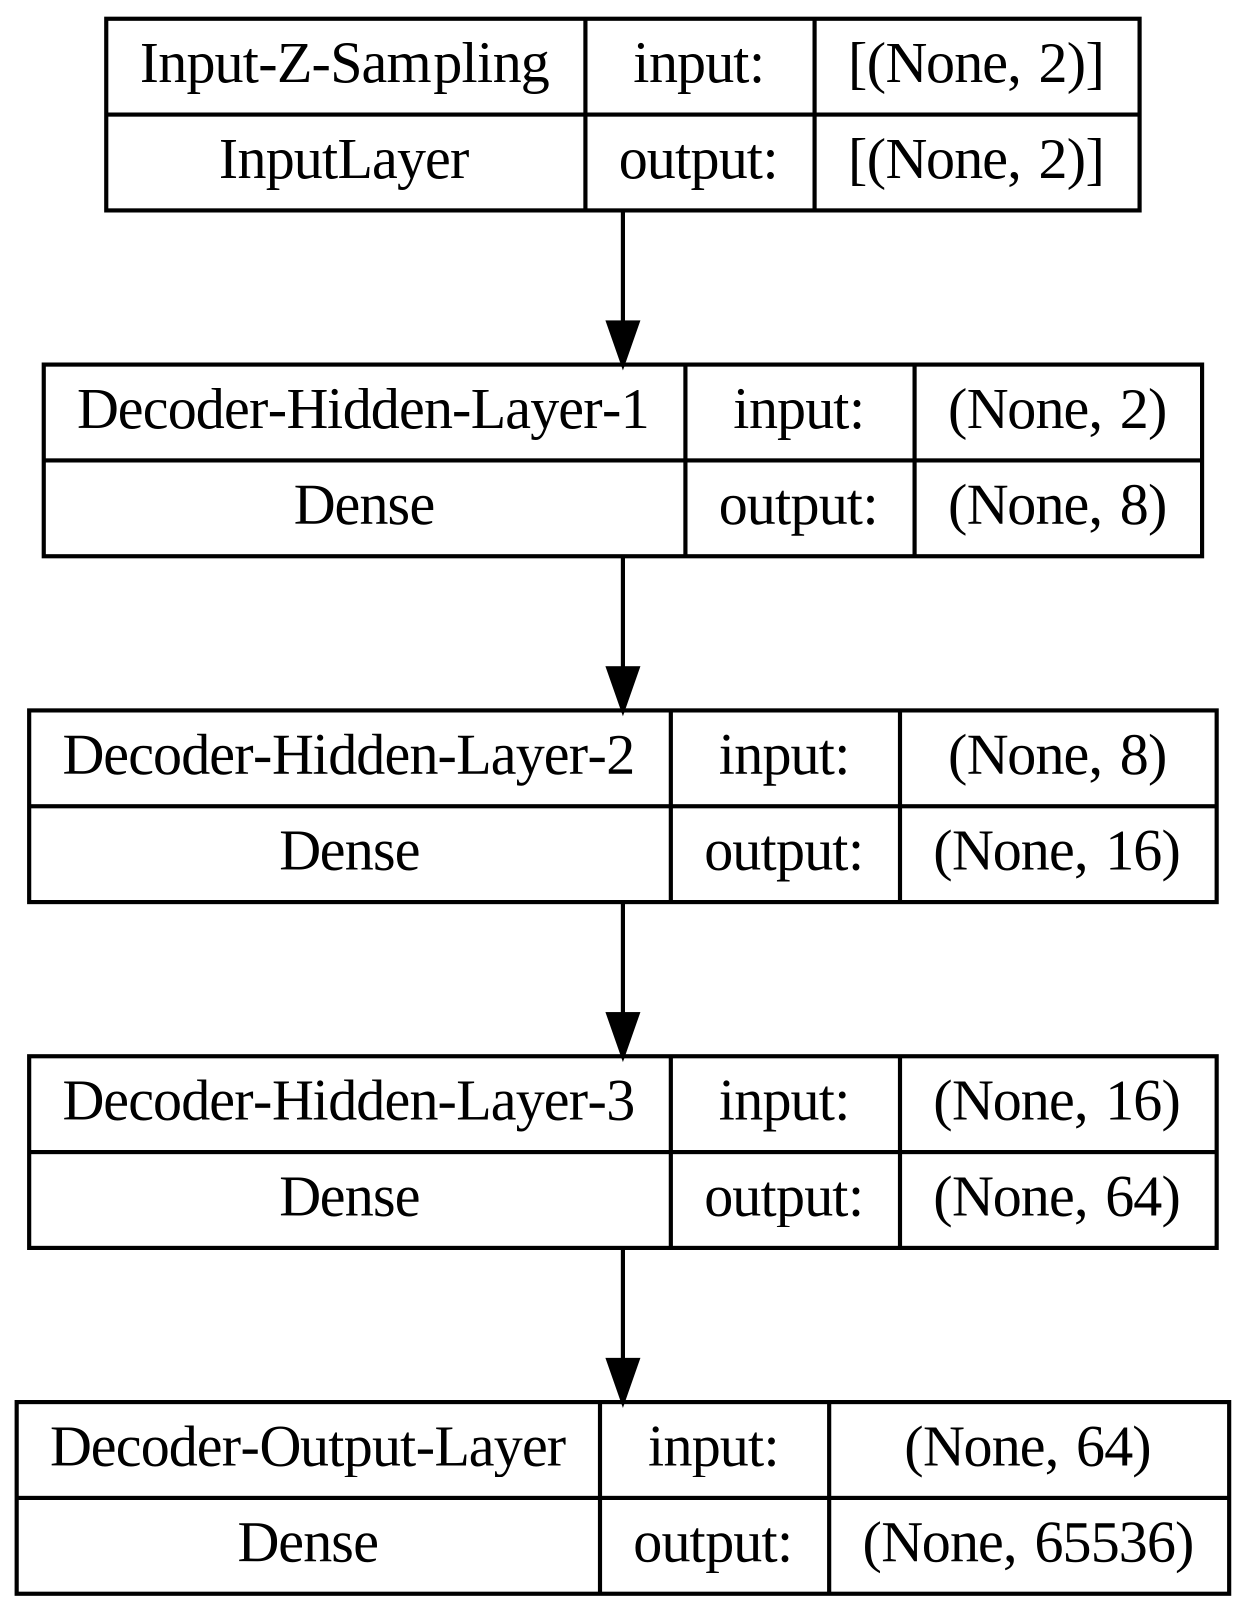 Input-Z-Sampling input: [(None, 2)]
InputLayer output: [(None, 2)]
Decoder-Hidden-Layer-1 input: (None, 2)
Dense output: (None, 8)
Decoder-Hidden-Layer-2 input: (None, 8)
Dense output: (None, 16)
Decoder-Hidden-Layer-3 input: (None, 16)
Dense output: (None, 64)
Decoder-Output-Layer input: (None, 64)
Dense output: (None, 65536)